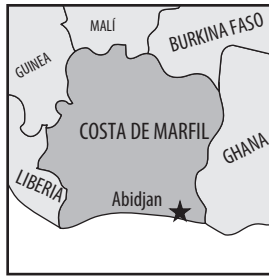 MALÍ
BURKINA FASO
GUINEA
COSTA DE MARFIL
GHANA
LIBERIA
Abidjan